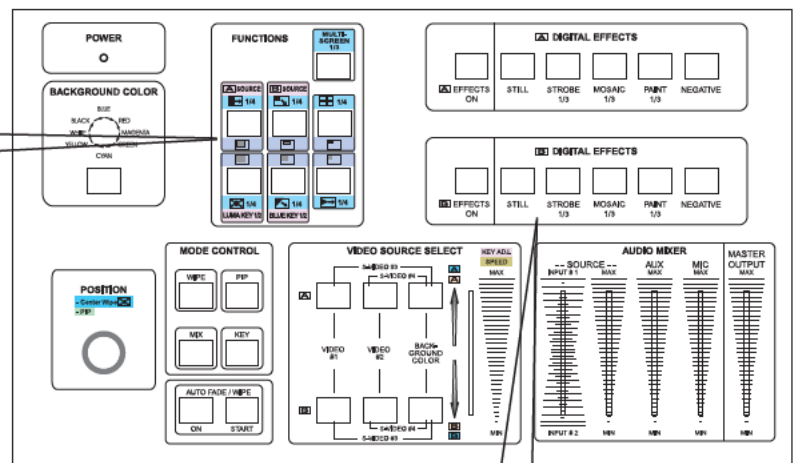 POWER
BACKGROUND COLOR
BLUE
BLACK RED
WHITE MAGENTA
YELLOW GREEN
CYAN
FUNCTIONS
MULTI-
SCREEN
1/3
A SOURCE B SOURCE
1/4 1/4 1/4
1/4 1/4 1/4
LUMA KEY 1/2 BLUE KEY 1/2
A DIGITAL EFFECTS
A EFFECTS ON
STILL
STROBE 1/3
MOSAIC 1/3
PAINT 1/3
NEGATIVE
B DIGITAL EFFECTS
B EFFECTS ON
STILL
STROBE 1/3
MOSAIC 1/3
PAINT 1/3
NEGATIVE
POSITION
- Center Wipe
- PIP
MODE CONTROL
WIPE PIP
MIX KEY
AUTO FADE / WIPE
ON START
VIDEO SOURCE SELECT
S-VIDEO #3
S-VIDEO #4
A
VIDEO #1
VIDEO #2
BACK-
GROUND
COLOR
B
S-VIDEO #4
S-VIDEO #3
A
A
B
B
KEY ADJ.
SPEED
MAX
MIN
AUDIO MIXER
-- SOURCE --
INPUT # 1
INPUT # 2
AUX
MAX
MIN
MIC
MAX
MIN
MASTER
OUTPUT
MAX
MIN